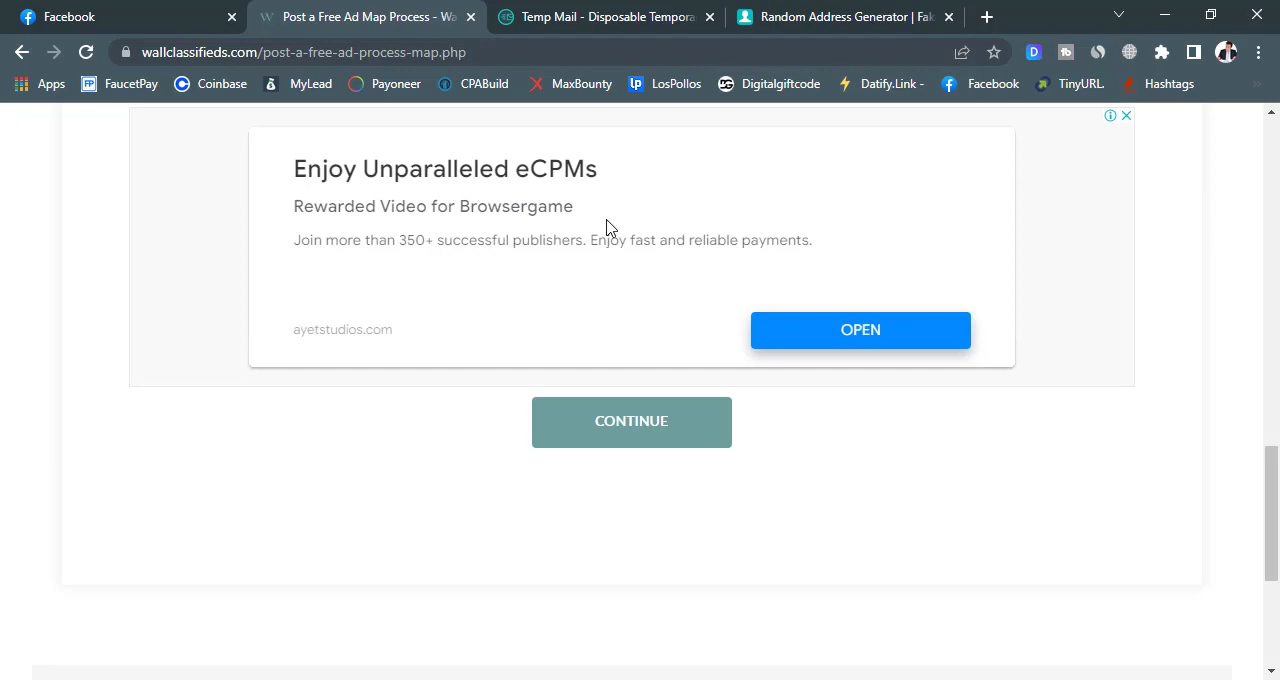 Facebook
Post a Free Ad Map Process - Wa
Temp Mail - Disposable Tempora
Random Address Generator | Fak
wallclassifieds.com/post-a-free-ad-process-map.php
Apps
FaucetPay
Coinbase
MyLead
Payoneer
CPABuild
MaxBounty
LosPollos
Digitalgiftcode
Datify.Link -
Facebook
TinyURL
Hashtags
Enjoy Unparalleled eCPMs
Rewarded Video for Browsergame
Join more than 350+ successful publishers. Enjoy fast and reliable payments.
ayetstudios.com
OPEN
CONTINUE